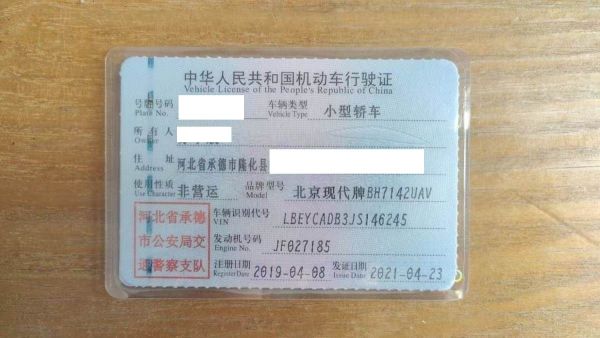 中华人民共和国机动车行驶证
Vehicle License of the People's Republic of China
号牌号码 车辆类型 小型轿车
Plate No. Vehicle Type
所有人
Owner
住址 河北省承德市隆化县
Address
使用性质 非营运 品牌型号 北京现代牌BH7142UAV
Use Character Model
河北省承德 车辆识别代号 LBEYCADB3JS146245
VIN
市公安局交 发动机号码 JF027185
Engine No.
通警察支队 注册日期 2019-04-08 发证日期 2021-04-23
Register Date Issue Date